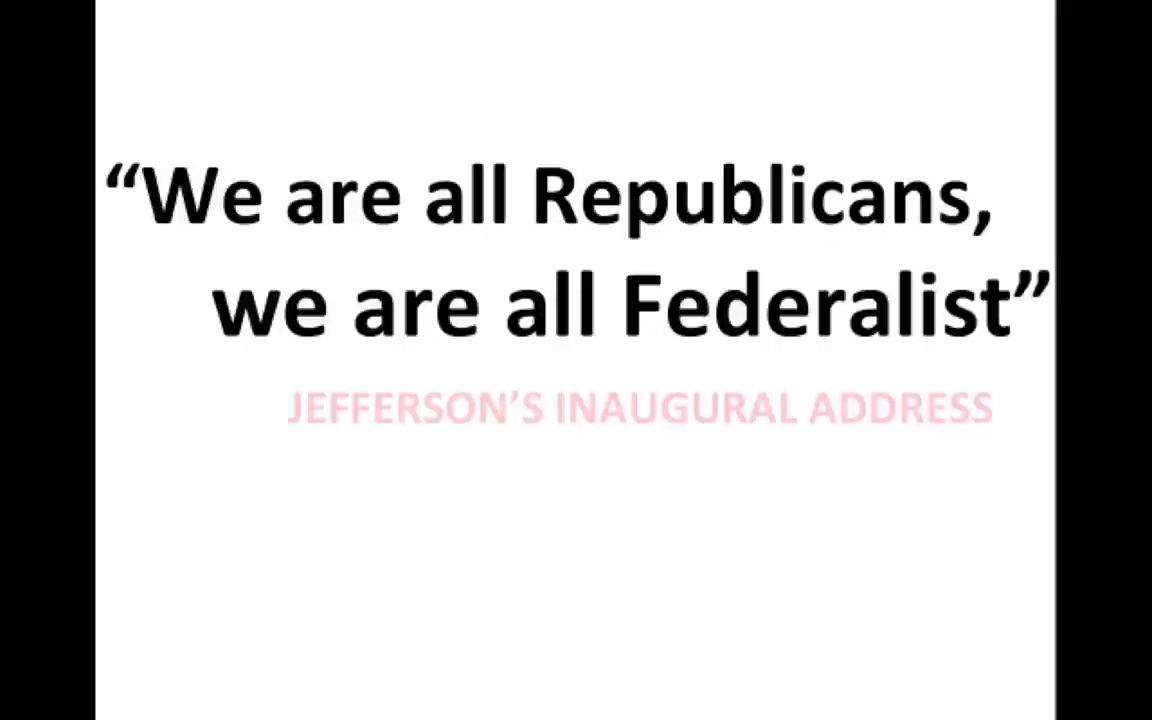 “We are all Republicans,
we are all Federalist”
JEFFERSON’S INAUGURAL ADDRESS